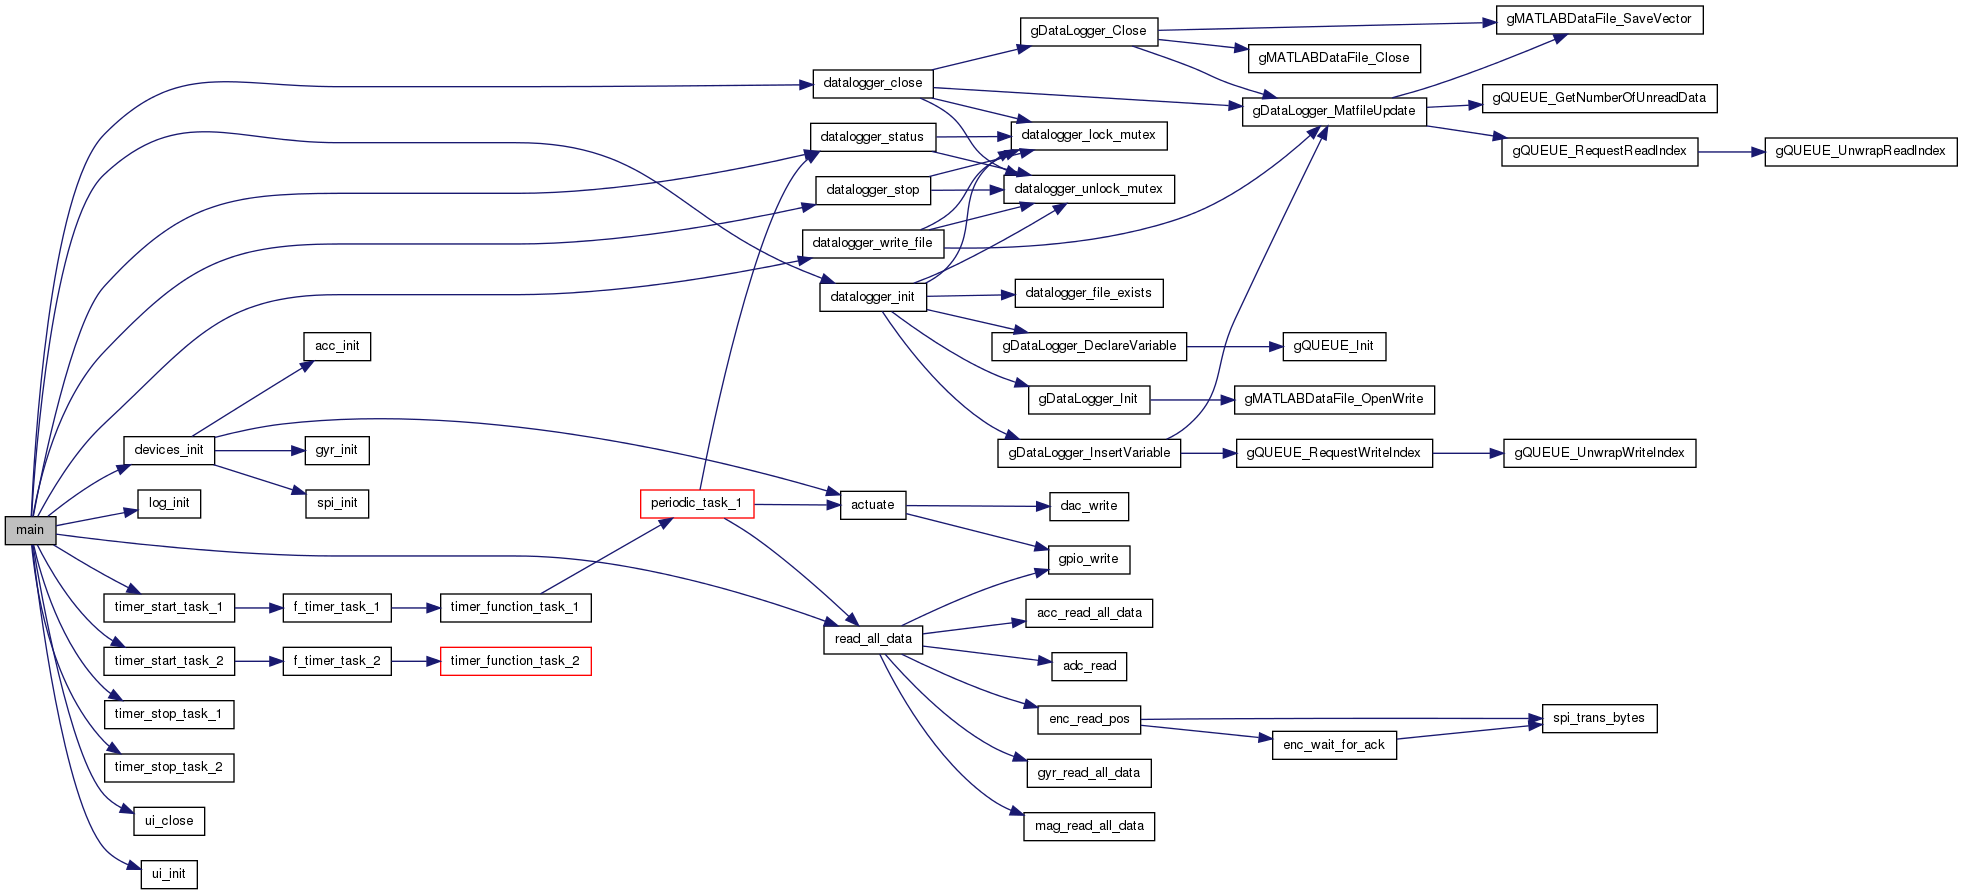 main
devices_init
log_init
timer_start_task_1
timer_start_task_2
timer_stop_task_1
timer_stop_task_2
ui_close
ui_init
acc_init
gyr_init
spi_init
f_timer_task_1
f_timer_task_2
timer_function_task_1
timer_function_task_2
periodic_task_1
datalogger_close
datalogger_status
datalogger_stop
datalogger_write_file
datalogger_init
actuate
read_all_data
gDataLogger_Close
datalogger_lock_mutex
datalogger_unlock_mutex
datalogger_file_exists
gDataLogger_DeclareVariable
gDataLogger_Init
gDataLogger_InsertVariable
dac_write
gpio_write
acc_read_all_data
adc_read
enc_read_pos
gyr_read_all_data
mag_read_all_data
gMATLABDataFile_Close
gDataLogger_MatfileUpdate
gQUEUE_Init
gMATLABDataFile_OpenWrite
gQUEUE_RequestWriteIndex
enc_wait_for_ack
gMATLABDataFile_SaveVector
gQUEUE_GetNumberOfUnreadData
gQUEUE_RequestReadIndex
gQUEUE_UnwrapWriteIndex
spi_trans_bytes
gQUEUE_UnwrapReadIndex